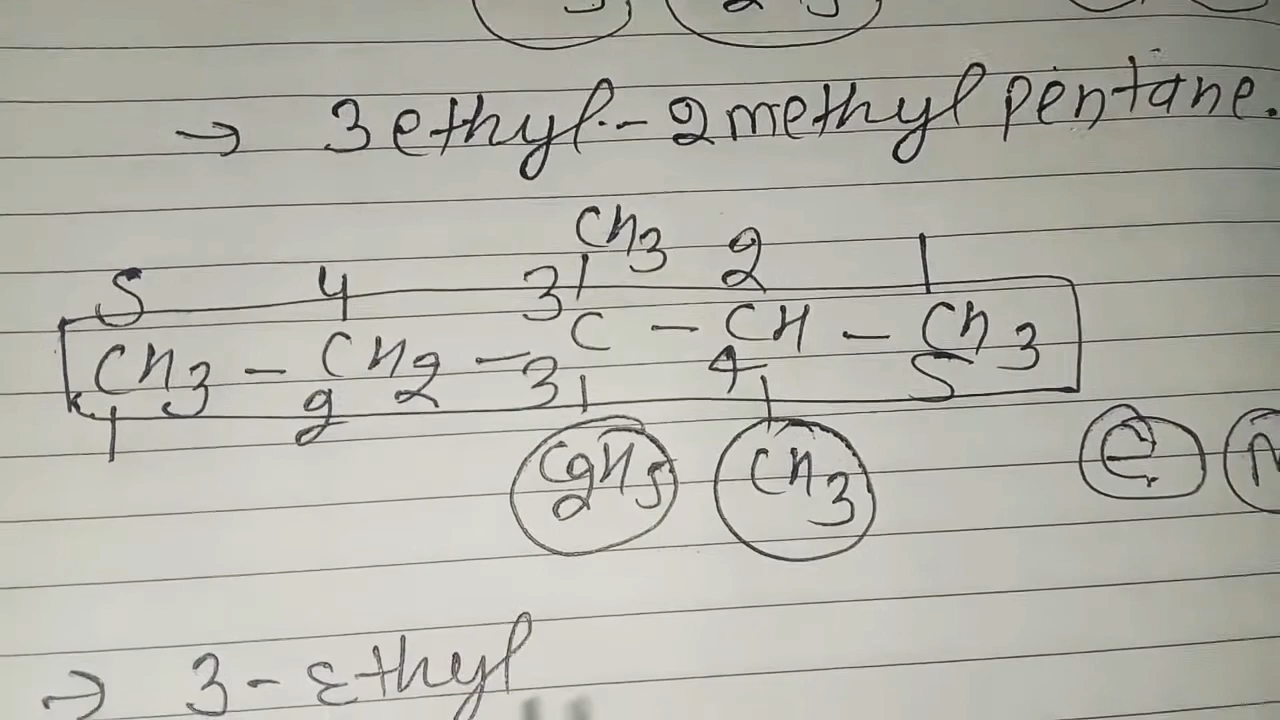 → 3 ethyl - 2 methyl pentane.
CH3
5 4 3 2 1
CH3 - CH2 - C - CH - CH3
1 2 3 4 5
C2H5 CH3 e
→ 3 - Ethyl